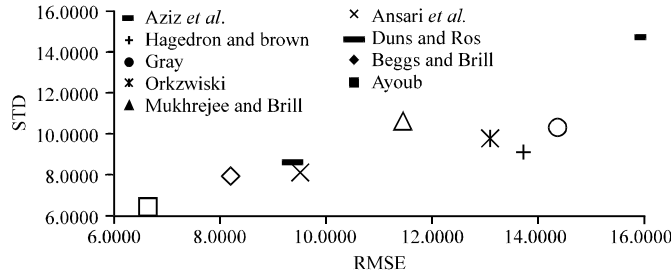 16.0000
14.0000
12.0000
10.0000
8.0000
6.0000
STD
Aziz et al.
Hagedron and brown
Gray
Orkzwiski
Mukhrejee and Brill
Ansari et al.
Duns and Ros
Beggs and Brill
Ayoub
6.0000 8.0000 10.0000 12.0000 14.0000 16.0000
RMSE